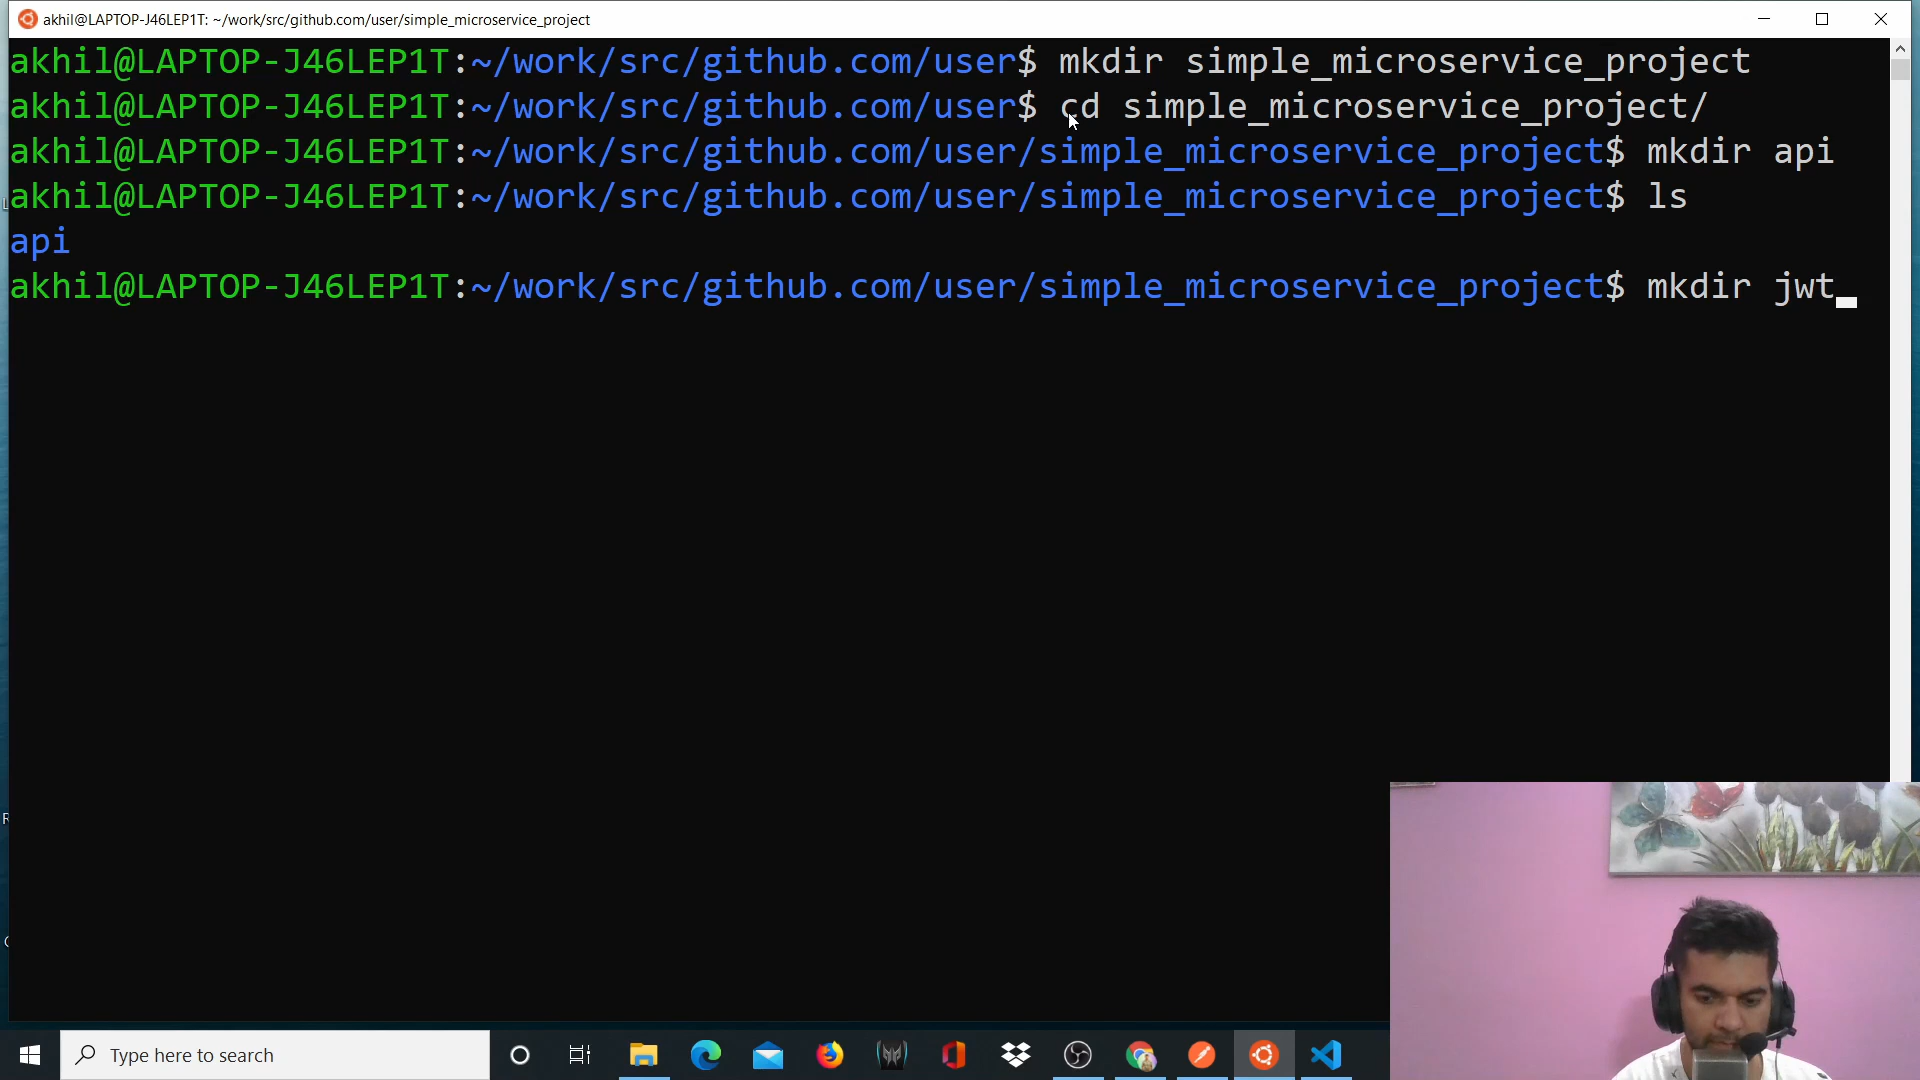 akhil@LAPTOP-J46LEP1T: ~/work/src/github.com/user/simple_microservice_project
akhil@LAPTOP-J46LEP1T:~/work/src/github.com/user$ mkdir simple_microservice_project
akhil@LAPTOP-J46LEP1T:~/work/src/github.com/user$ cd simple_microservice_project/
akhil@LAPTOP-J46LEP1T:~/work/src/github.com/user/simple_microservice_project$ mkdir api
akhil@LAPTOP-J46LEP1T:~/work/src/github.com/user/simple_microservice_project$ ls
api
akhil@LAPTOP-J46LEP1T:~/work/src/github.com/user/simple_microservice_project$ mkdir jwt
Type here to search